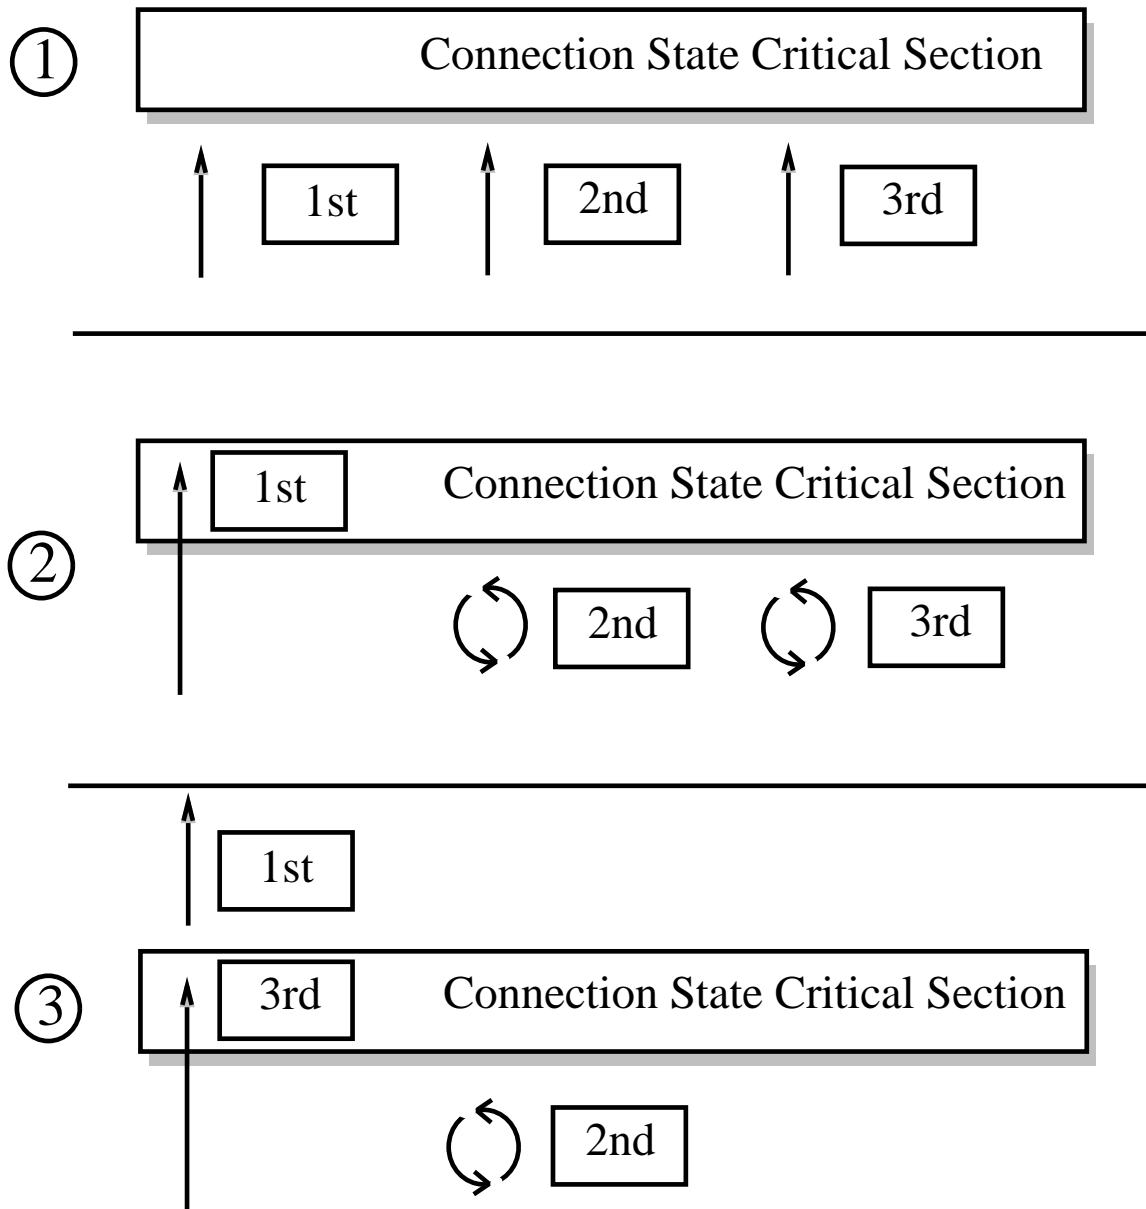 1
Connection State Critical Section
1st
2nd
3rd
2
1st
Connection State Critical Section
2nd
3rd
1st
3
3rd
Connection State Critical Section
2nd